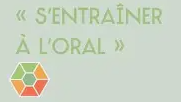 « S'ENTRAÎNER
À L'ORAL »